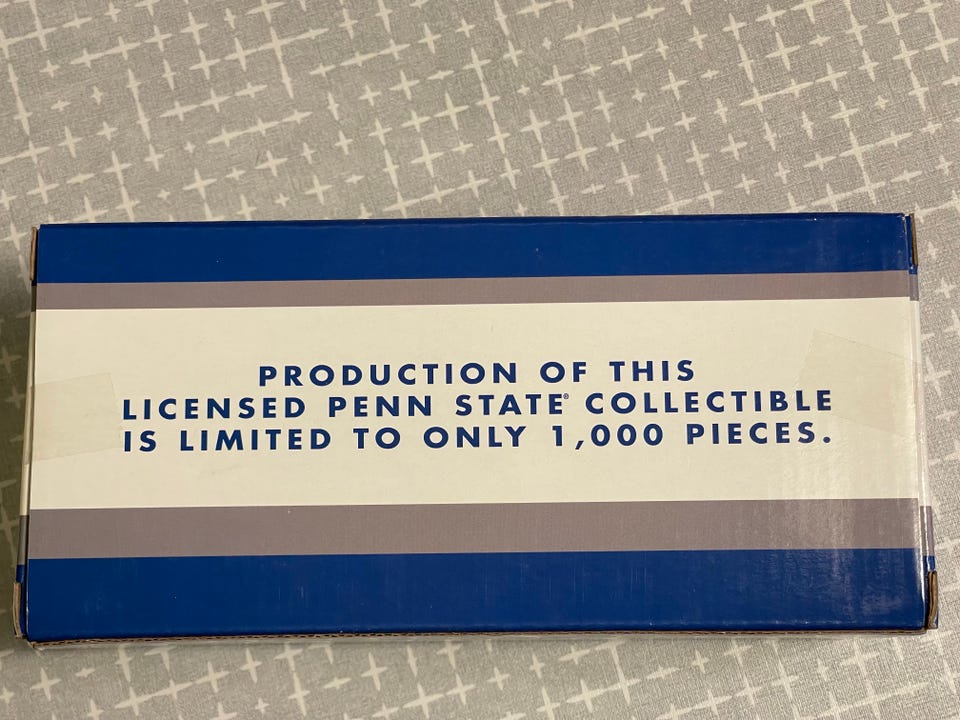 PRODUCTION OF THIS
LICENSED PENN STATE® COLLECTIBLE
IS LIMITED TO ONLY 1,000 PIECES.